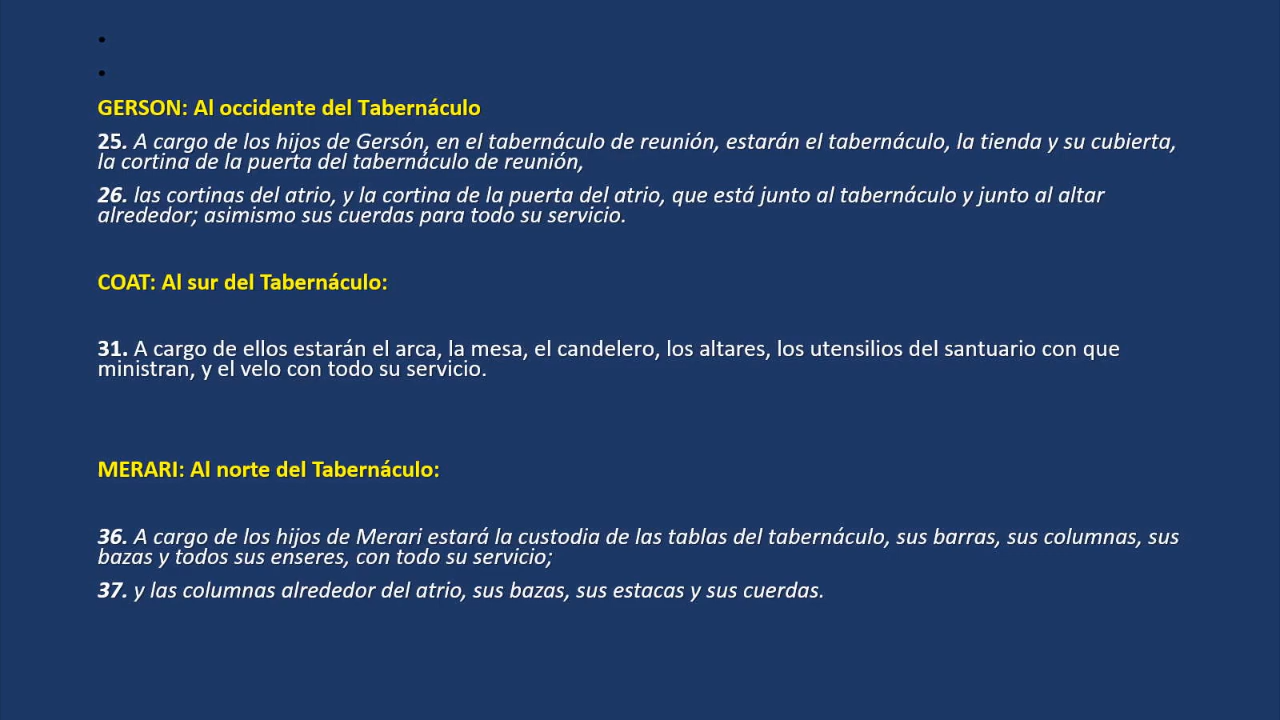 GERSON: Al occidente del Tabernáculo
25. A cargo de los hijos de Gersón, en el tabernáculo de reunión, estarán el tabernáculo, la tienda y su cubierta,
la cortina de la puerta del tabernáculo de reunión,
26. las cortinas del atrio, y la cortina de la puerta del atrio, que está junto al tabernáculo y junto al altar
alrededor; asimismo sus cuerdas para todo su servicio.
COAT: Al sur del Tabernáculo:
31. A cargo de ellos estarán el arca, la mesa, el candelero, los altares, los utensilios del santuario con que
ministran, y el velo con todo su servicio.
MERARI: Al norte del Tabernáculo:
36. A cargo de los hijos de Merari estará la custodia de las tablas del tabernáculo, sus barras, sus columnas, sus
bazas y todos sus enseres, con todo su servicio;
37. y las columnas alrededor del atrio, sus bazas, sus estacas y sus cuerdas.